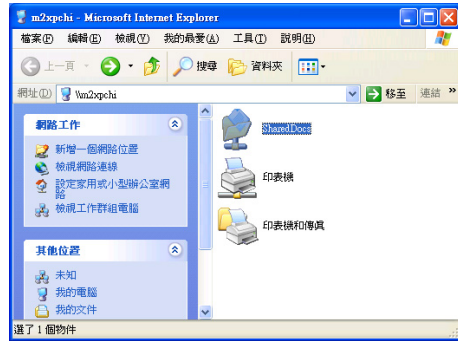 m2xpchi - Microsoft Internet Explorer
檔案(F) 編輯(E) 檢視(V) 我的最愛(A) 工具(T) 說明(H)
上一頁 搜尋 資料夾
網址(D) \\m2xpchi 移至 連結 »
網路工作
新增一個網路位置
檢視網路連線
設定家用或小型辦公室網
路
檢視工作群組電腦
其他位置
未知
我的電腦
我的文件
SharedDocs
印表機
印表機和傳真
選了 1 個物件